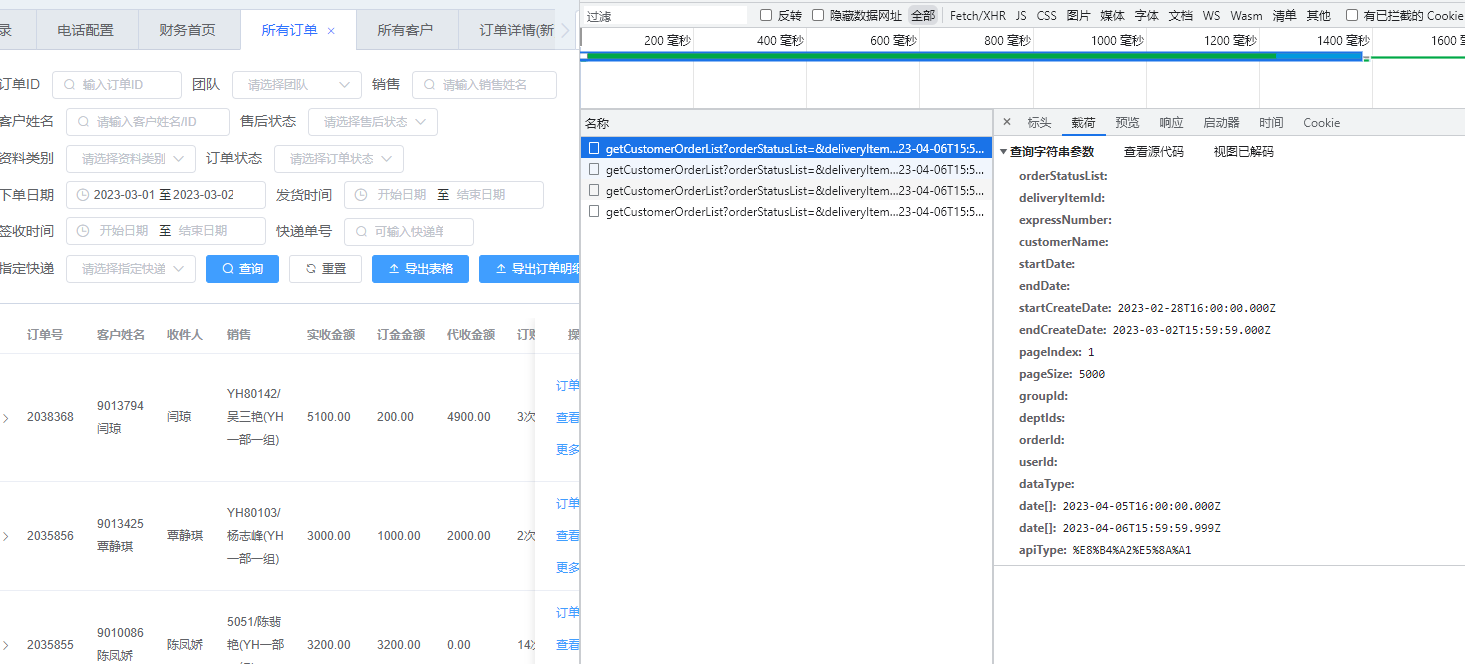 录 电话配置 财务首页 所有订单 × 所有客户 订单详情(新
订单ID 输入订单ID 团队 请选择团队 销售 请输入销售姓名
客户姓名 请输入客户姓名/ID 售后状态 请选择售后状态
资料类别 请选择资料类别 订单状态 请选择订单状态
下单日期 2023-03-01 至 2023-03-02 发货时间 开始日期 至 结束日期
签收时间 开始日期 至 结束日期 快递单号 可输入快递单
指定快递 请选择指定快递 查询 重置 导出表格 导出订单明细
订单号 客户姓名 收件人 销售 实收金额 订金金额 代收金额 订购 操
2038368 9013794 闫琼 闫琼 YH80142/吴三艳(YH一部一组) 5100.00 200.00 4900.00 3次 订单 查看 更多
2035856 9013425 覃静琪 覃静琪 YH80103/杨志峰(YH一部一组) 3000.00 1000.00 2000.00 2次 订单 查看 更多
2035855 9010086 陈凤娇 陈凤娇 5051/陈翡艳(YH一部 3200.00 3200.00 0.00 14次 订单 查看
过滤 反转 隐藏数据网址 全部 Fetch/XHR JS CSS 图片 媒体 字体 文档 WS Wasm 清单 其他 有已拦截的 Cookie
200 毫秒 400 毫秒 600 毫秒 800 毫秒 1000 毫秒 1200 毫秒 1400 毫秒 1600
名称
getCustomerOrderList?orderStatusList=&deliveryItem...23-04-06T15:5...
getCustomerOrderList?orderStatusList=&deliveryItem...23-04-06T15:5...
getCustomerOrderList?orderStatusList=&deliveryItem...23-04-06T15:5...
getCustomerOrderList?orderStatusList=&deliveryItem...23-04-06T15:5...
× 标头 载荷 预览 响应 启动器 时间 Cookie
查询字符串参数 查看源代码 视图已解码
orderStatusList:
deliveryItemId:
expressNumber:
customerName:
startDate:
endDate:
startCreateDate: 2023-02-28T16:00:00.000Z
endCreateDate: 2023-03-02T15:59:59.000Z
pageIndex: 1
pageSize: 5000
groupId:
deptIds:
orderId:
userId:
dataType:
date[]: 2023-04-05T16:00:00.000Z
date[]: 2023-04-06T15:59:59.999Z
apiType: %E8%B4%A2%E5%8A%A1